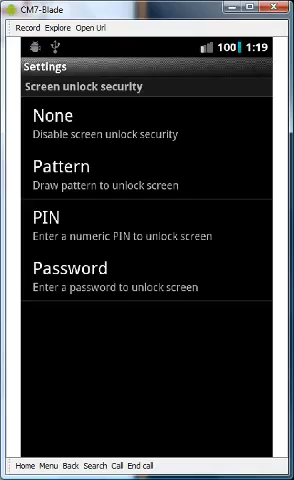 CM7-Blade
Record Explore Open Url
100 1:19
Settings
Screen unlock security
None
Disable screen unlock security
Pattern
Draw pattern to unlock screen
PIN
Enter a numeric PIN to unlock screen
Password
Enter a password to unlock screen
Home Menu Back Search Call End call